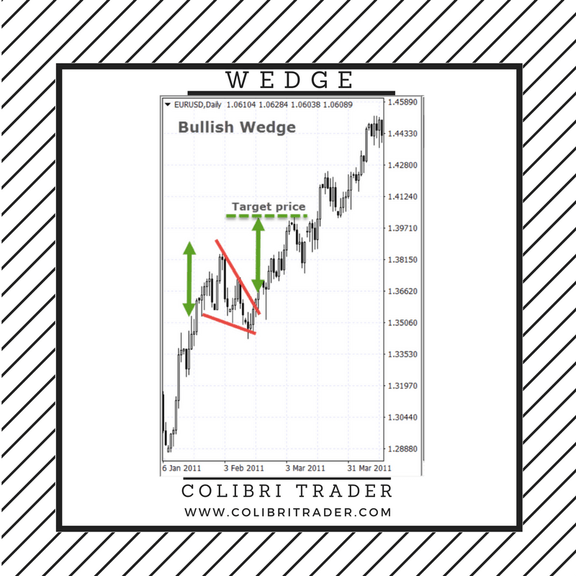 WEDGE
EURUSD,Daily 1.06104 1.06284 1.06038 1.06089
1.45890
Bullish Wedge
1.44330
1.42800
1.41240
Target price
1.39710
1.38150
1.36620
1.35060
1.33530
1.31970
1.30440
1.28880
6 Jan 2011 3 Feb 2011 3 Mar 2011 31 Mar 2011
COLIBRI TRADER
WWW.COLIBRITRADER.COM